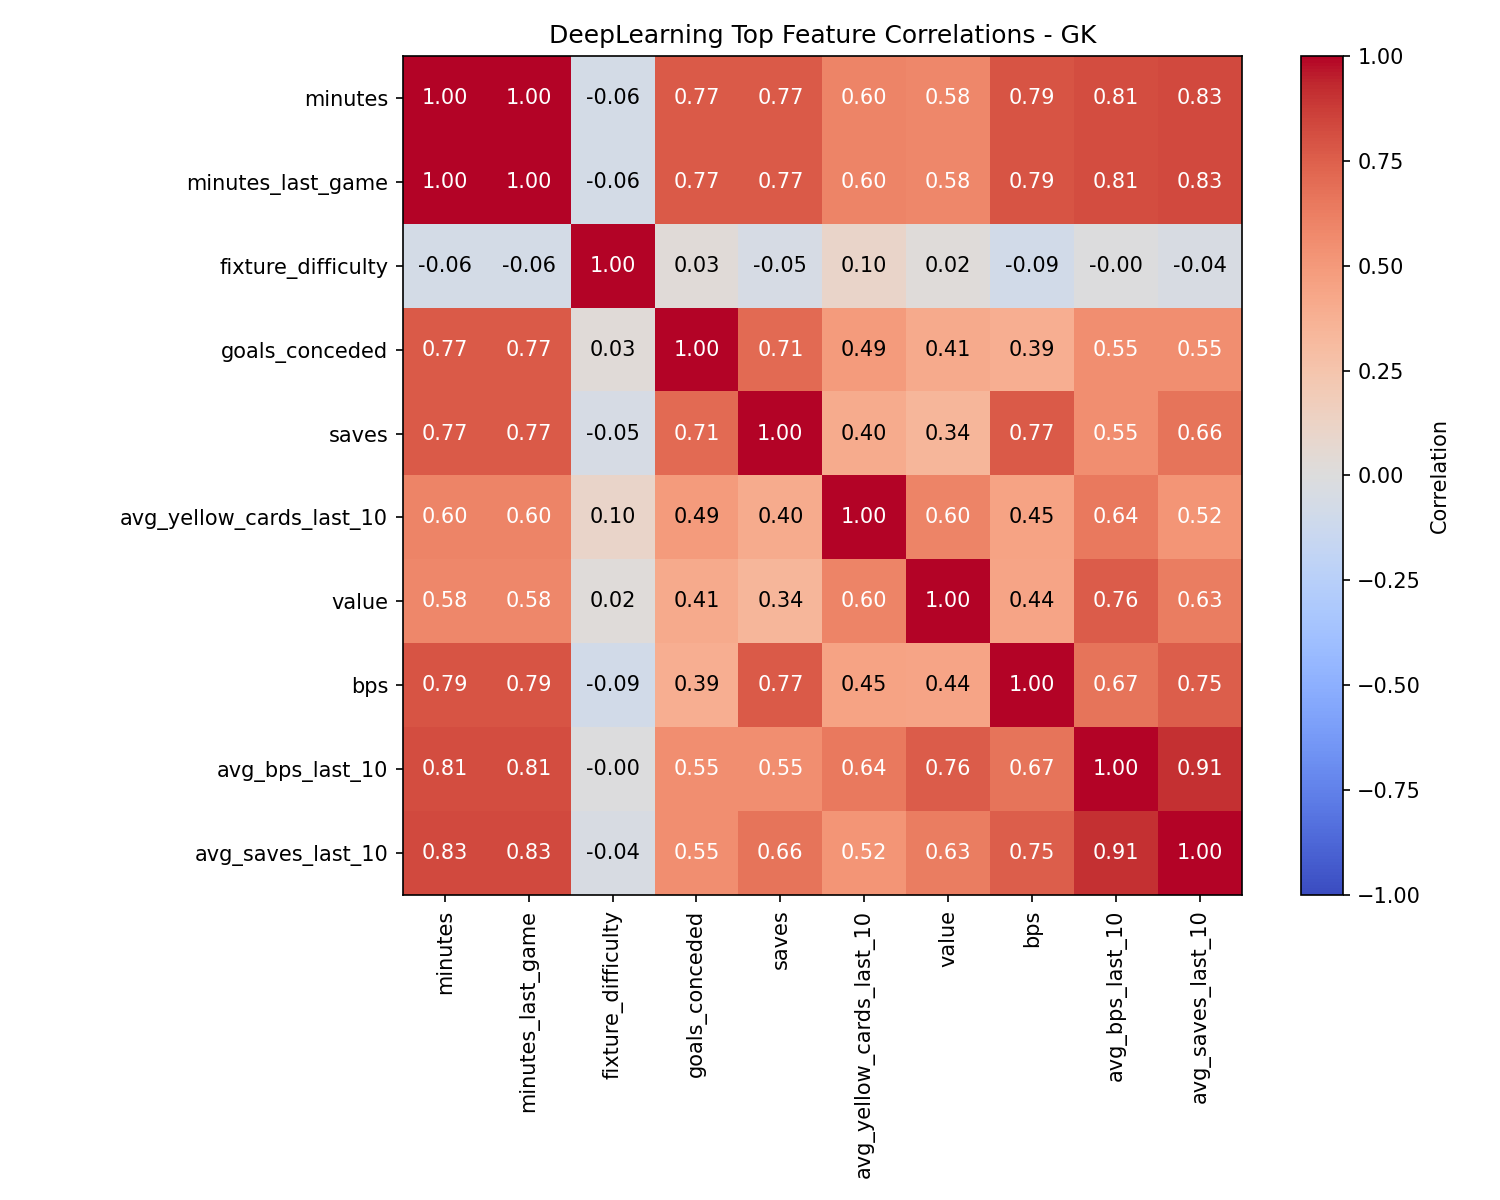 DeepLearning Top Feature Correlations - GK
minutes 1.00 1.00 -0.06 0.77 0.77 0.60 0.58 0.79 0.81 0.83
minutes_last_game 1.00 1.00 -0.06 0.77 0.77 0.60 0.58 0.79 0.81 0.83
fixture_difficulty -0.06 -0.06 1.00 0.03 -0.05 0.10 0.02 -0.09 -0.00 -0.04
goals_conceded 0.77 0.77 0.03 1.00 0.71 0.49 0.41 0.39 0.55 0.55
saves 0.77 0.77 -0.05 0.71 1.00 0.40 0.34 0.77 0.55 0.66
avg_yellow_cards_last_10 0.60 0.60 0.10 0.49 0.40 1.00 0.60 0.45 0.64 0.52
value 0.58 0.58 0.02 0.41 0.34 0.60 1.00 0.44 0.76 0.63
bps 0.79 0.79 -0.09 0.39 0.77 0.45 0.44 1.00 0.67 0.75
avg_bps_last_10 0.81 0.81 -0.00 0.55 0.55 0.64 0.76 0.67 1.00 0.91
avg_saves_last_10 0.83 0.83 -0.04 0.55 0.66 0.52 0.63 0.75 0.91 1.00
minutes
minutes_last_game
fixture_difficulty
goals_conceded
saves
avg_yellow_cards_last_10
value
bps
avg_bps_last_10
avg_saves_last_10
1.00
0.75
0.50
0.25
0.00
−0.25
−0.50
−0.75
−1.00
Correlation